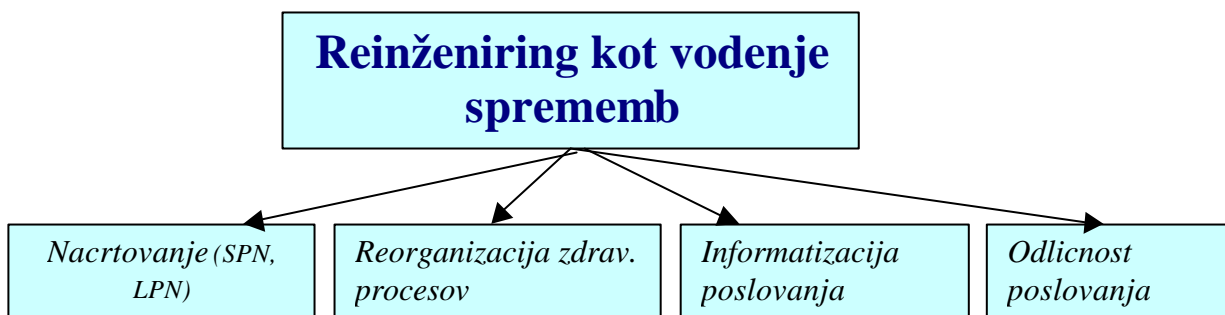 Reinženiring kot vodenje
sprememb
Nacrtovanje (SPN,
LPN)
Reorganizacija zdrav.
procesov
Informatizacija
poslovanja
Odlicnost
poslovanja